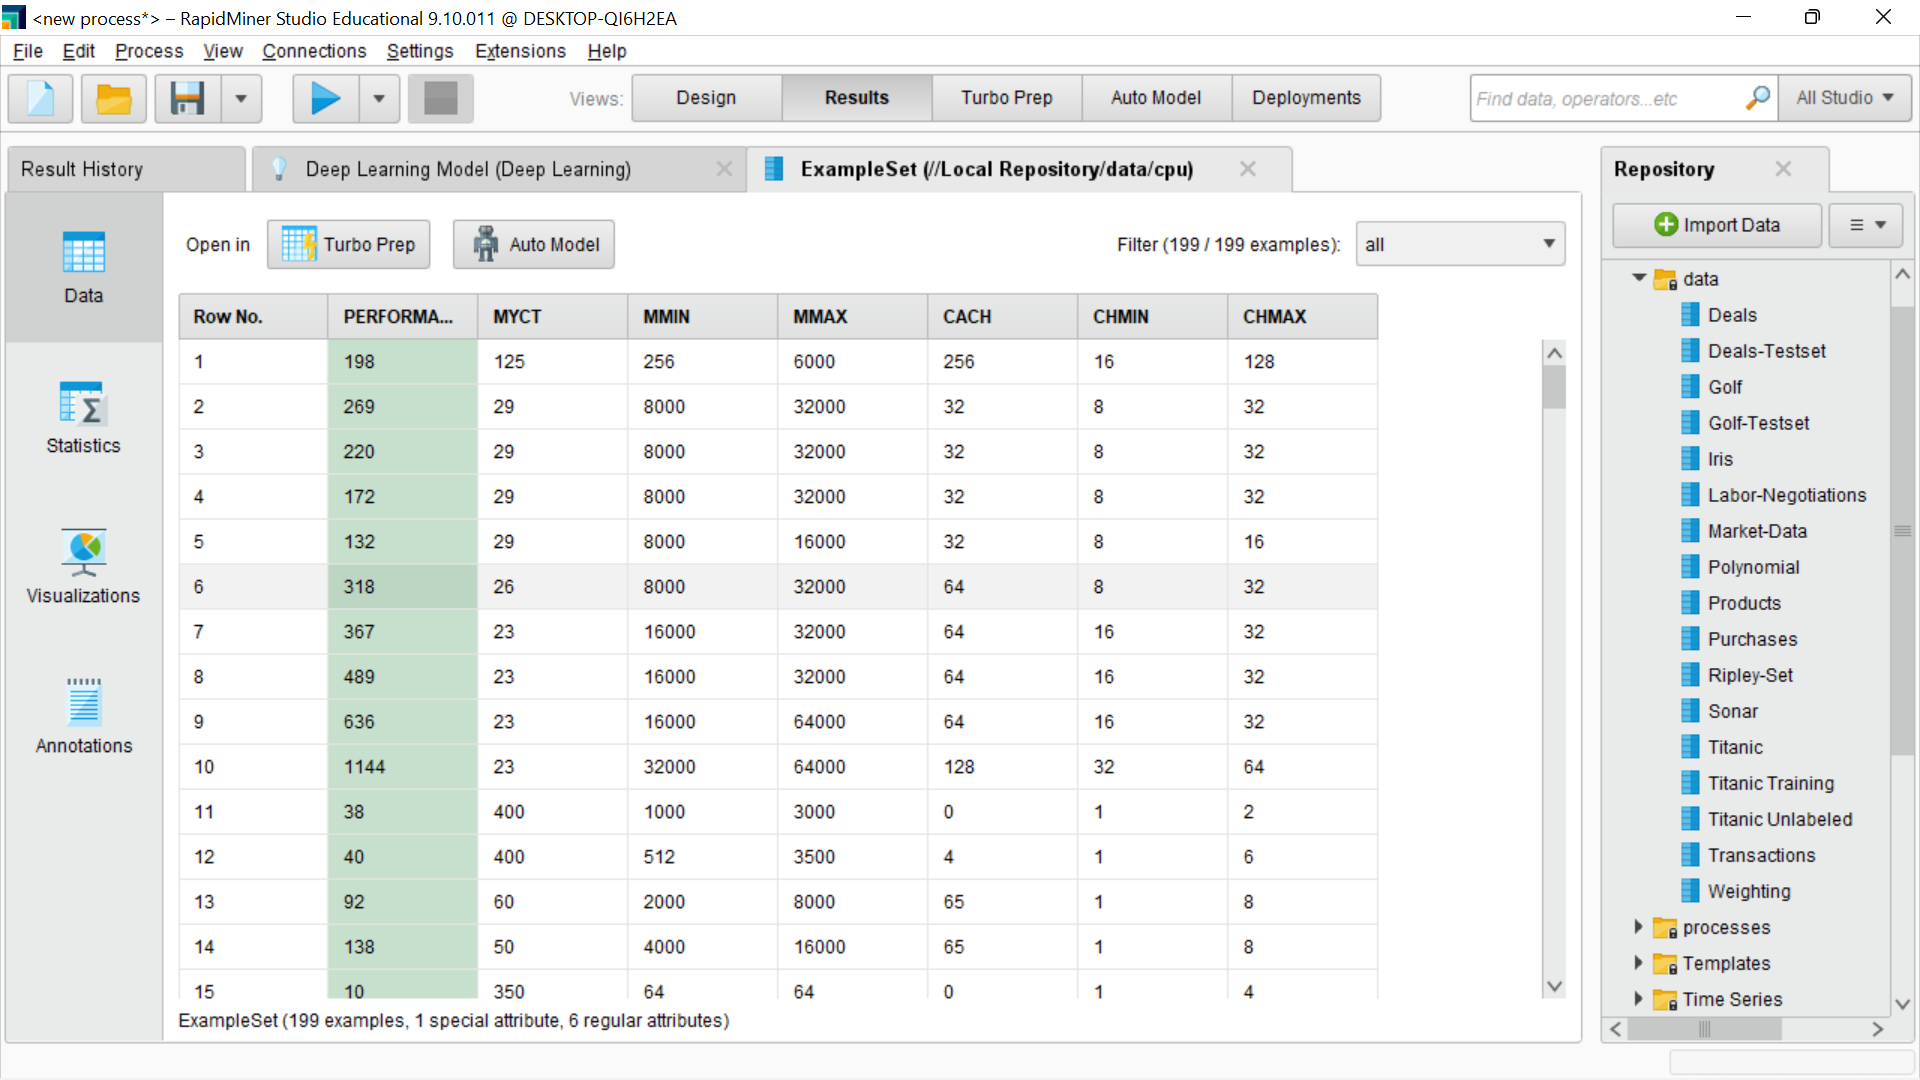 <new process*> – RapidMiner Studio Educational 9.10.011 @ DESKTOP-QI6H2EA
File Edit Process View Connections Settings Extensions Help
Views: Design Results Turbo Prep Auto Model Deployments Find data, operators...etc All Studio
Result History Deep Learning Model (Deep Learning) ExampleSet (//Local Repository/data/cpu)
Data
Statistics
Visualizations
Annotations
Open in Turbo Prep Auto Model Filter (199 / 199 examples): all
Row No. PERFORMA... MYCT MMIN MMAX CACH CHMIN CHMAX
1 198 125 256 6000 256 16 128
2 269 29 8000 32000 32 8 32
3 220 29 8000 32000 32 8 32
4 172 29 8000 32000 32 8 32
5 132 29 8000 16000 32 8 16
6 318 26 8000 32000 64 8 32
7 367 23 16000 32000 64 16 32
8 489 23 16000 32000 64 16 32
9 636 23 16000 64000 64 16 32
10 1144 23 32000 64000 128 32 64
11 38 400 1000 3000 0 1 2
12 40 400 512 3500 4 1 6
13 92 60 2000 8000 65 1 8
14 138 50 4000 16000 65 1 8
15 10 350 64 64 0 1 4
ExampleSet (199 examples, 1 special attribute, 6 regular attributes)
Repository
Import Data
data
Deals
Deals-Testset
Golf
Golf-Testset
Iris
Labor-Negotiations
Market-Data
Polynomial
Products
Purchases
Ripley-Set
Sonar
Titanic
Titanic Training
Titanic Unlabeled
Transactions
Weighting
processes
Templates
Time Series